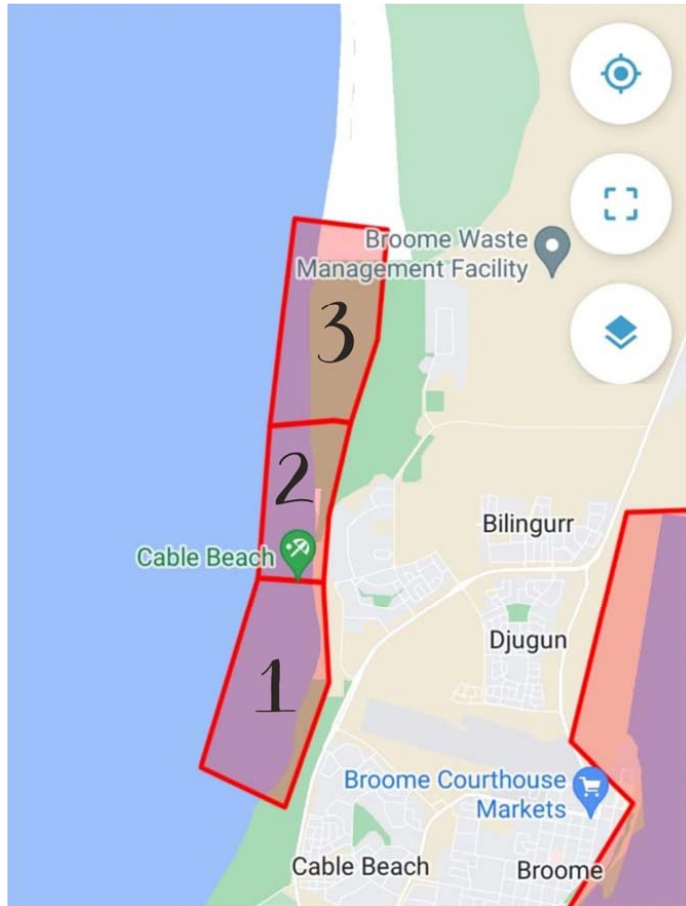 Broome Waste
Management Facility
3
2
Bilingurr
Cable Beach
Djugun
1
Broome Courthouse
Markets
Cable Beach
Broome